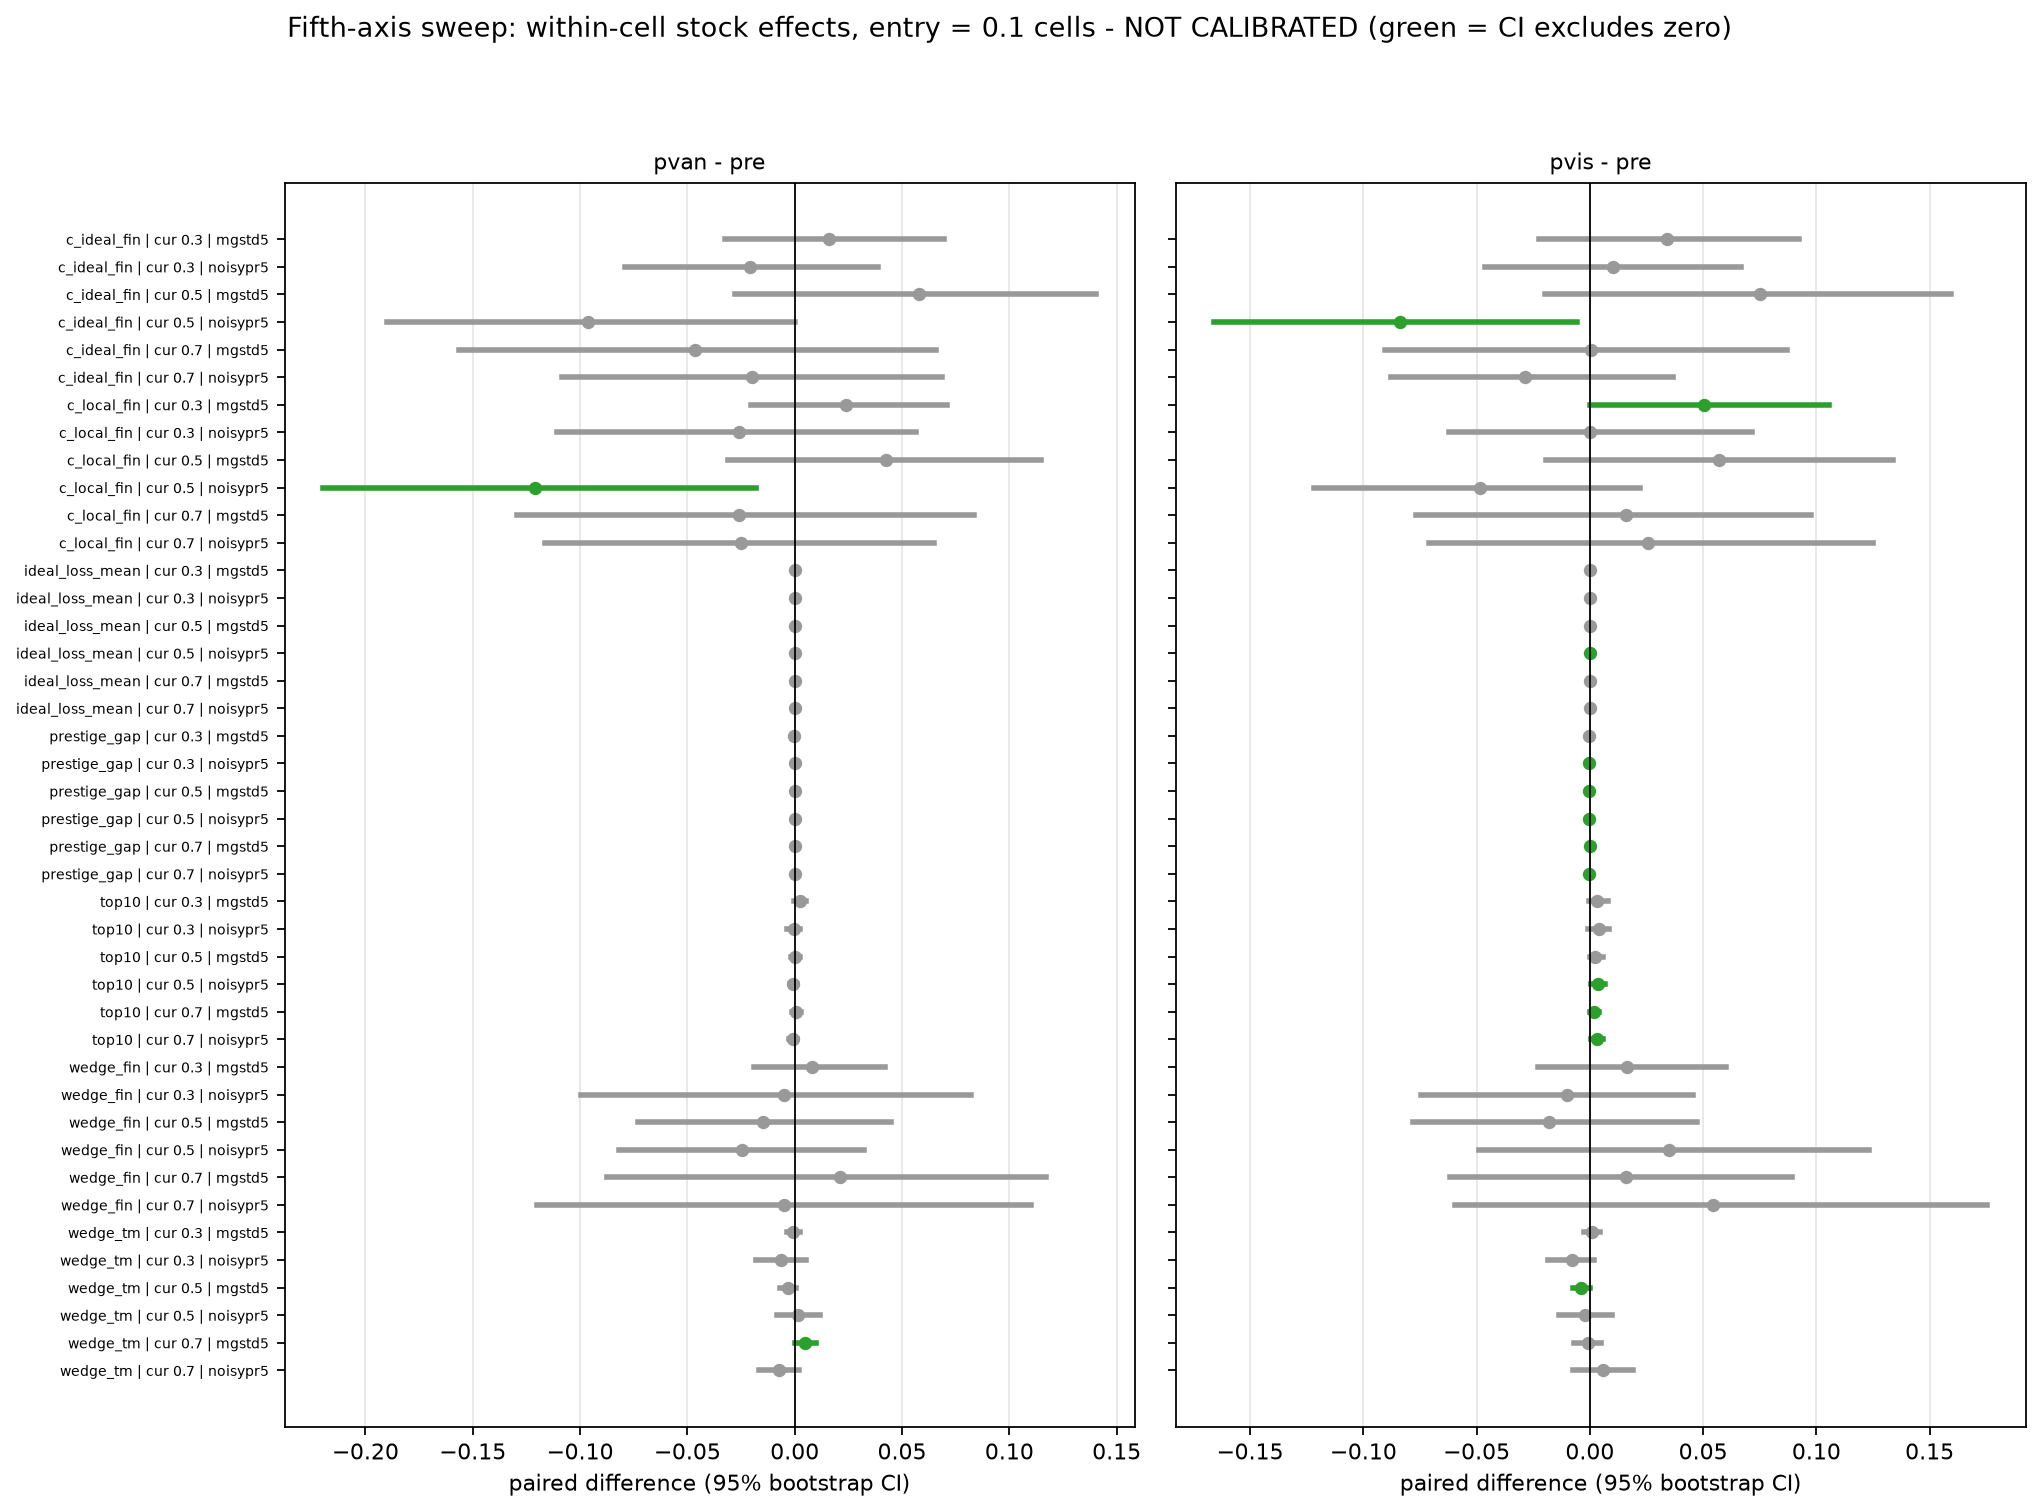 Fifth-axis sweep: within-cell stock effects, entry = 0.1 cells - NOT CALIBRATED (green = CI excludes zero)
pvan - pre
pvis - pre
c_ideal_fin | cur 0.3 | mgstd5
c_ideal_fin | cur 0.3 | noisypr5
c_ideal_fin | cur 0.5 | mgstd5
c_ideal_fin | cur 0.5 | noisypr5
c_ideal_fin | cur 0.7 | mgstd5
c_ideal_fin | cur 0.7 | noisypr5
c_local_fin | cur 0.3 | mgstd5
c_local_fin | cur 0.3 | noisypr5
c_local_fin | cur 0.5 | mgstd5
c_local_fin | cur 0.5 | noisypr5
c_local_fin | cur 0.7 | mgstd5
c_local_fin | cur 0.7 | noisypr5
ideal_loss_mean | cur 0.3 | mgstd5
ideal_loss_mean | cur 0.3 | noisypr5
ideal_loss_mean | cur 0.5 | mgstd5
ideal_loss_mean | cur 0.5 | noisypr5
ideal_loss_mean | cur 0.7 | mgstd5
ideal_loss_mean | cur 0.7 | noisypr5
prestige_gap | cur 0.3 | mgstd5
prestige_gap | cur 0.3 | noisypr5
prestige_gap | cur 0.5 | mgstd5
prestige_gap | cur 0.5 | noisypr5
prestige_gap | cur 0.7 | mgstd5
prestige_gap | cur 0.7 | noisypr5
top10 | cur 0.3 | mgstd5
top10 | cur 0.3 | noisypr5
top10 | cur 0.5 | mgstd5
top10 | cur 0.5 | noisypr5
top10 | cur 0.7 | mgstd5
top10 | cur 0.7 | noisypr5
wedge_fin | cur 0.3 | mgstd5
wedge_fin | cur 0.3 | noisypr5
wedge_fin | cur 0.5 | mgstd5
wedge_fin | cur 0.5 | noisypr5
wedge_fin | cur 0.7 | mgstd5
wedge_fin | cur 0.7 | noisypr5
wedge_tm | cur 0.3 | mgstd5
wedge_tm | cur 0.3 | noisypr5
wedge_tm | cur 0.5 | mgstd5
wedge_tm | cur 0.5 | noisypr5
wedge_tm | cur 0.7 | mgstd5
wedge_tm | cur 0.7 | noisypr5
−0.20 −0.15 −0.10 −0.05 0.00 0.05 0.10 0.15
−0.15 −0.10 −0.05 0.00 0.05 0.10 0.15
paired difference (95% bootstrap CI)
paired difference (95% bootstrap CI)